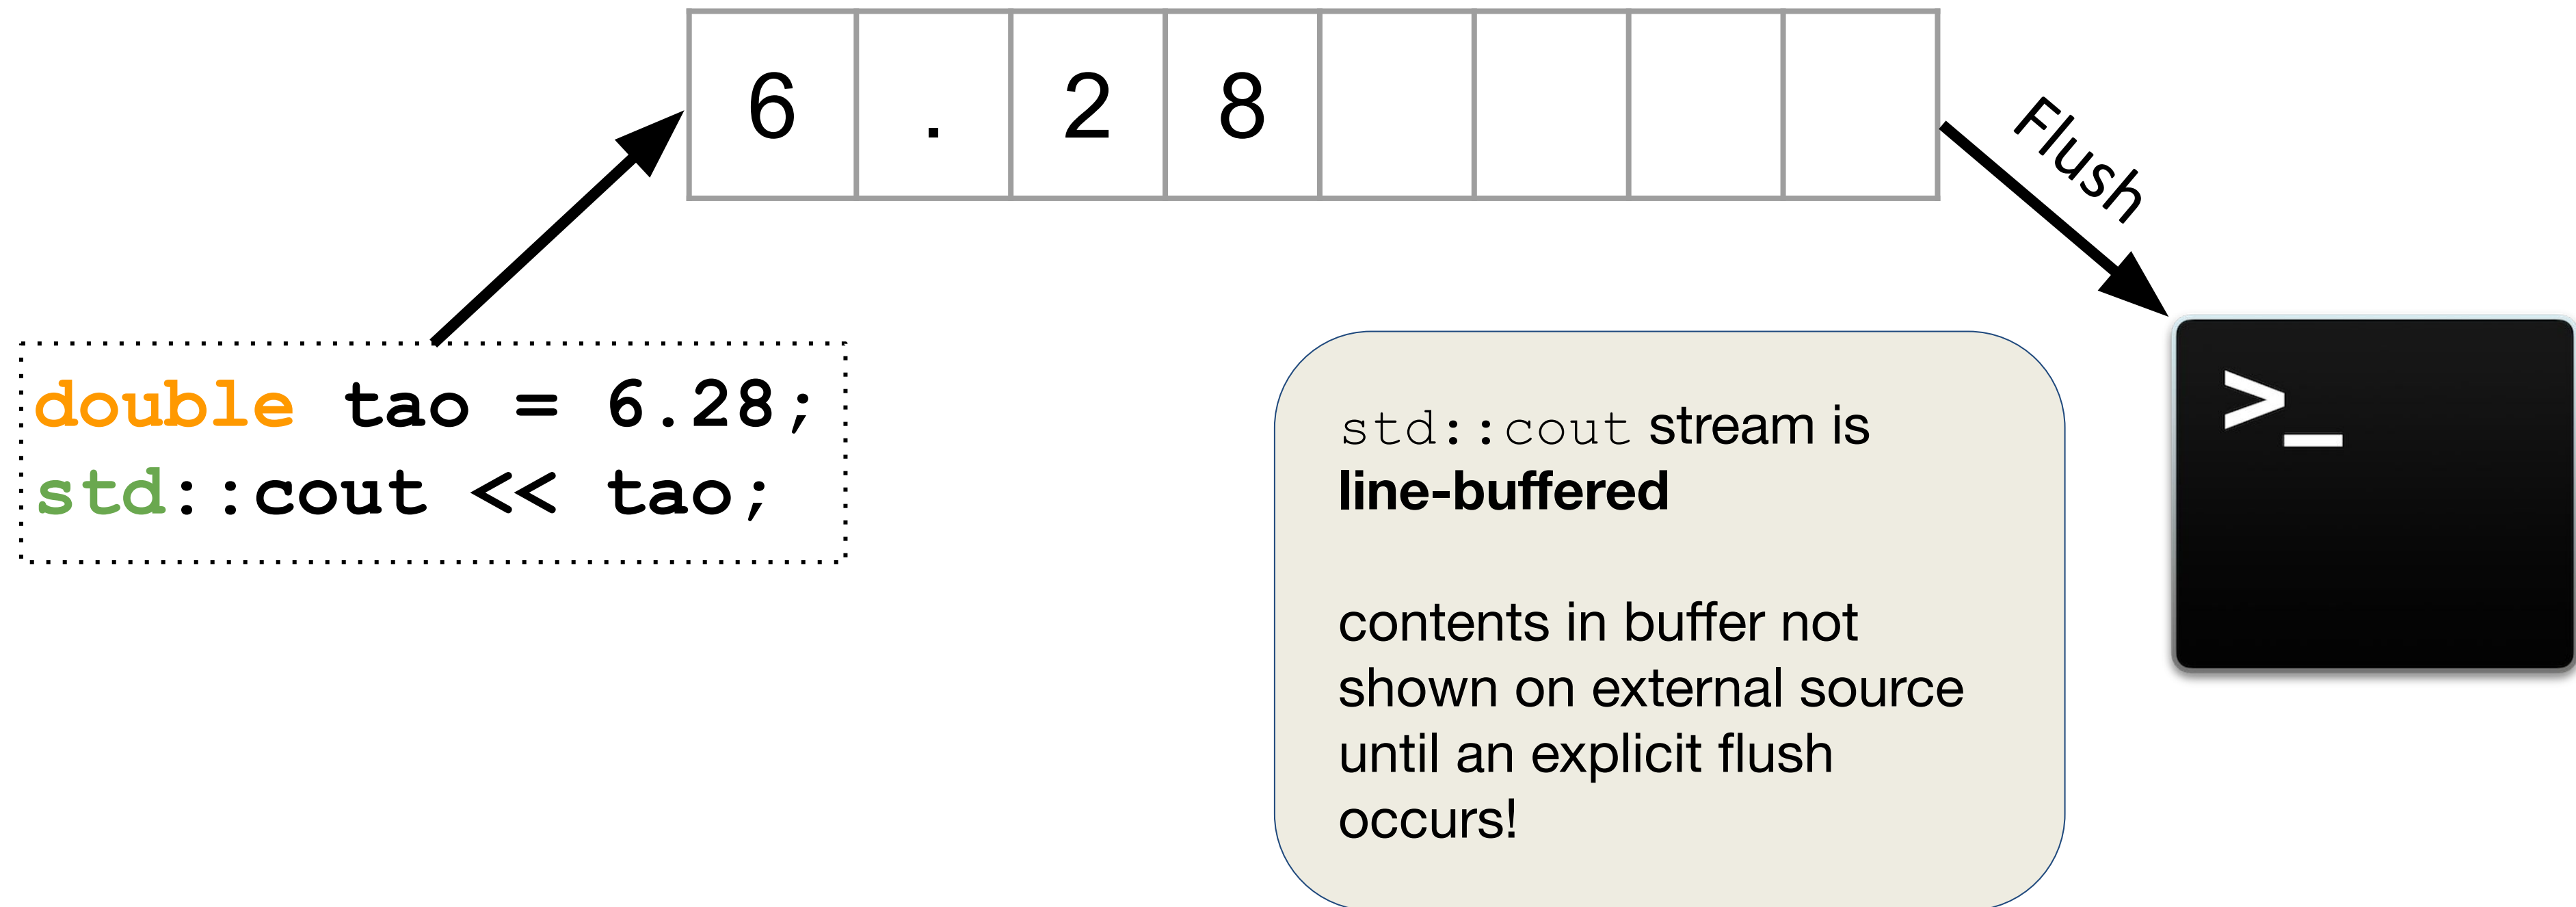 6 . 2 8
Flush
double tao = 6.28;
std::cout << tao;
std::cout stream is
line-buffered
contents in buffer not
shown on external source
until an explicit flush
occurs!
>_